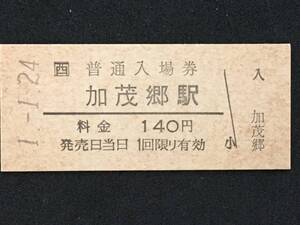 1.-1.24
西 普通入場券
加茂郷駅
料金 140円
発売日当日1回限り有効
小
入
加茂郷